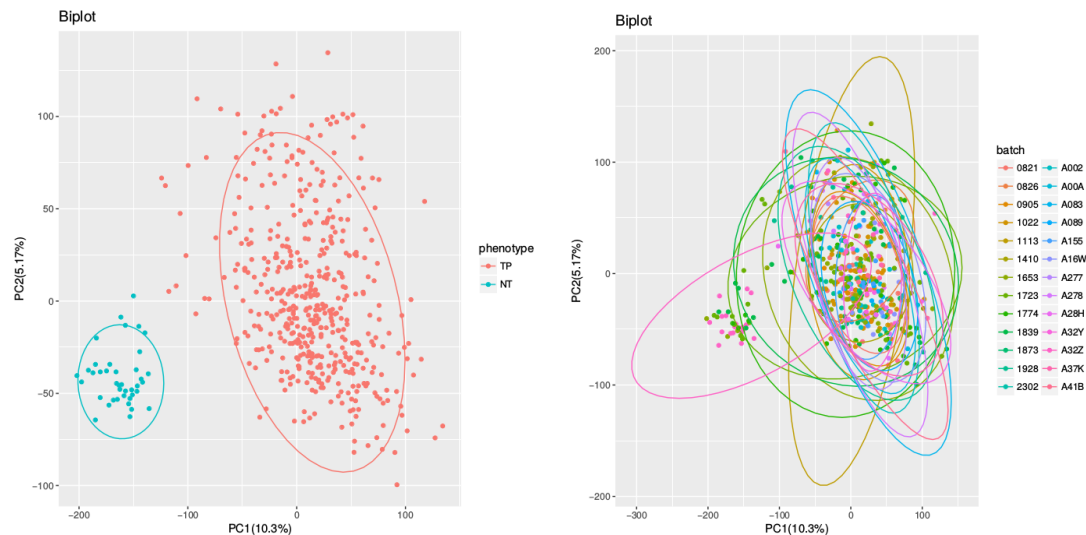 Biplot
100
50
0
−50
−100
PC2(5.17%)
−200
−100
0
100
PC1(10.3%)
phenotype
TP
NT
Biplot
200
100
0
−100
−200
PC2(5.17%)
−300
−200
−100
0
100
PC1(10.3%)
batch
0821 A002
0826 A00A
0905 A083
1022 A089
1113 A155
1410 A16W
1653 A277
1723 A278
1774 A28H
1839 A32Y
1873 A32Z
1928 A37K
2302 A41B